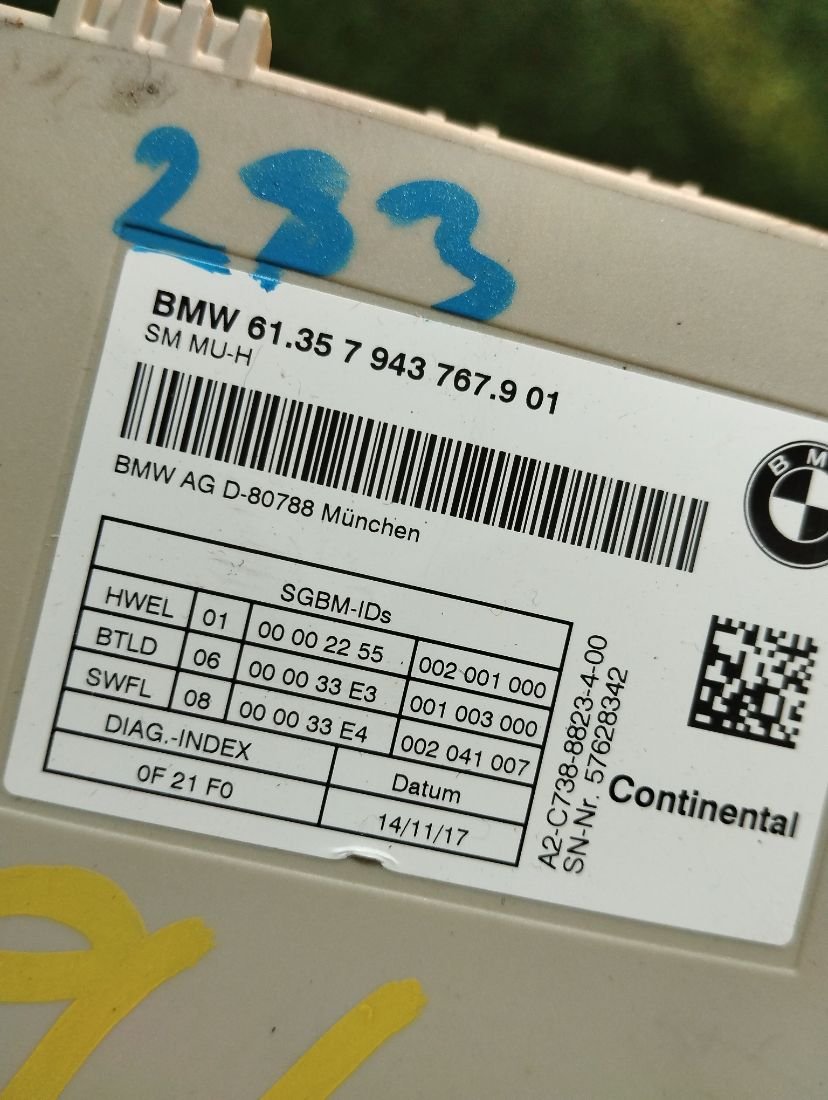 283
BMW 61.35 7 943 767.9 01
SM MU-H
BMW AG D-80788 München
SGBM-IDs
HWEL 01 00 00 22 55 002 001 000
BTLD 06 00 00 33 E3 001 003 000
SWFL 08 00 00 33 E4 002 041 007
DIAG.-INDEX Datum
0F 21 F0 14/11/17
A2-C738-8823-4-00
SN-Nr. 57628342
B M
Continental